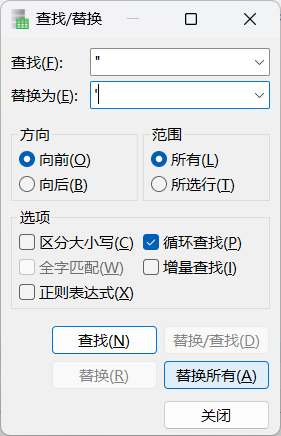 查找/替换
查找(F): "
替换为(E): '
方向
向前(O)
向后(B)
范围
所有(L)
所选行(T)
选项
区分大小写(C) 循环查找(P)
全字匹配(W) 增量查找(I)
正则表达式(X)
查找(N) 替换/查找(D)
替换(R) 替换所有(A)
关闭